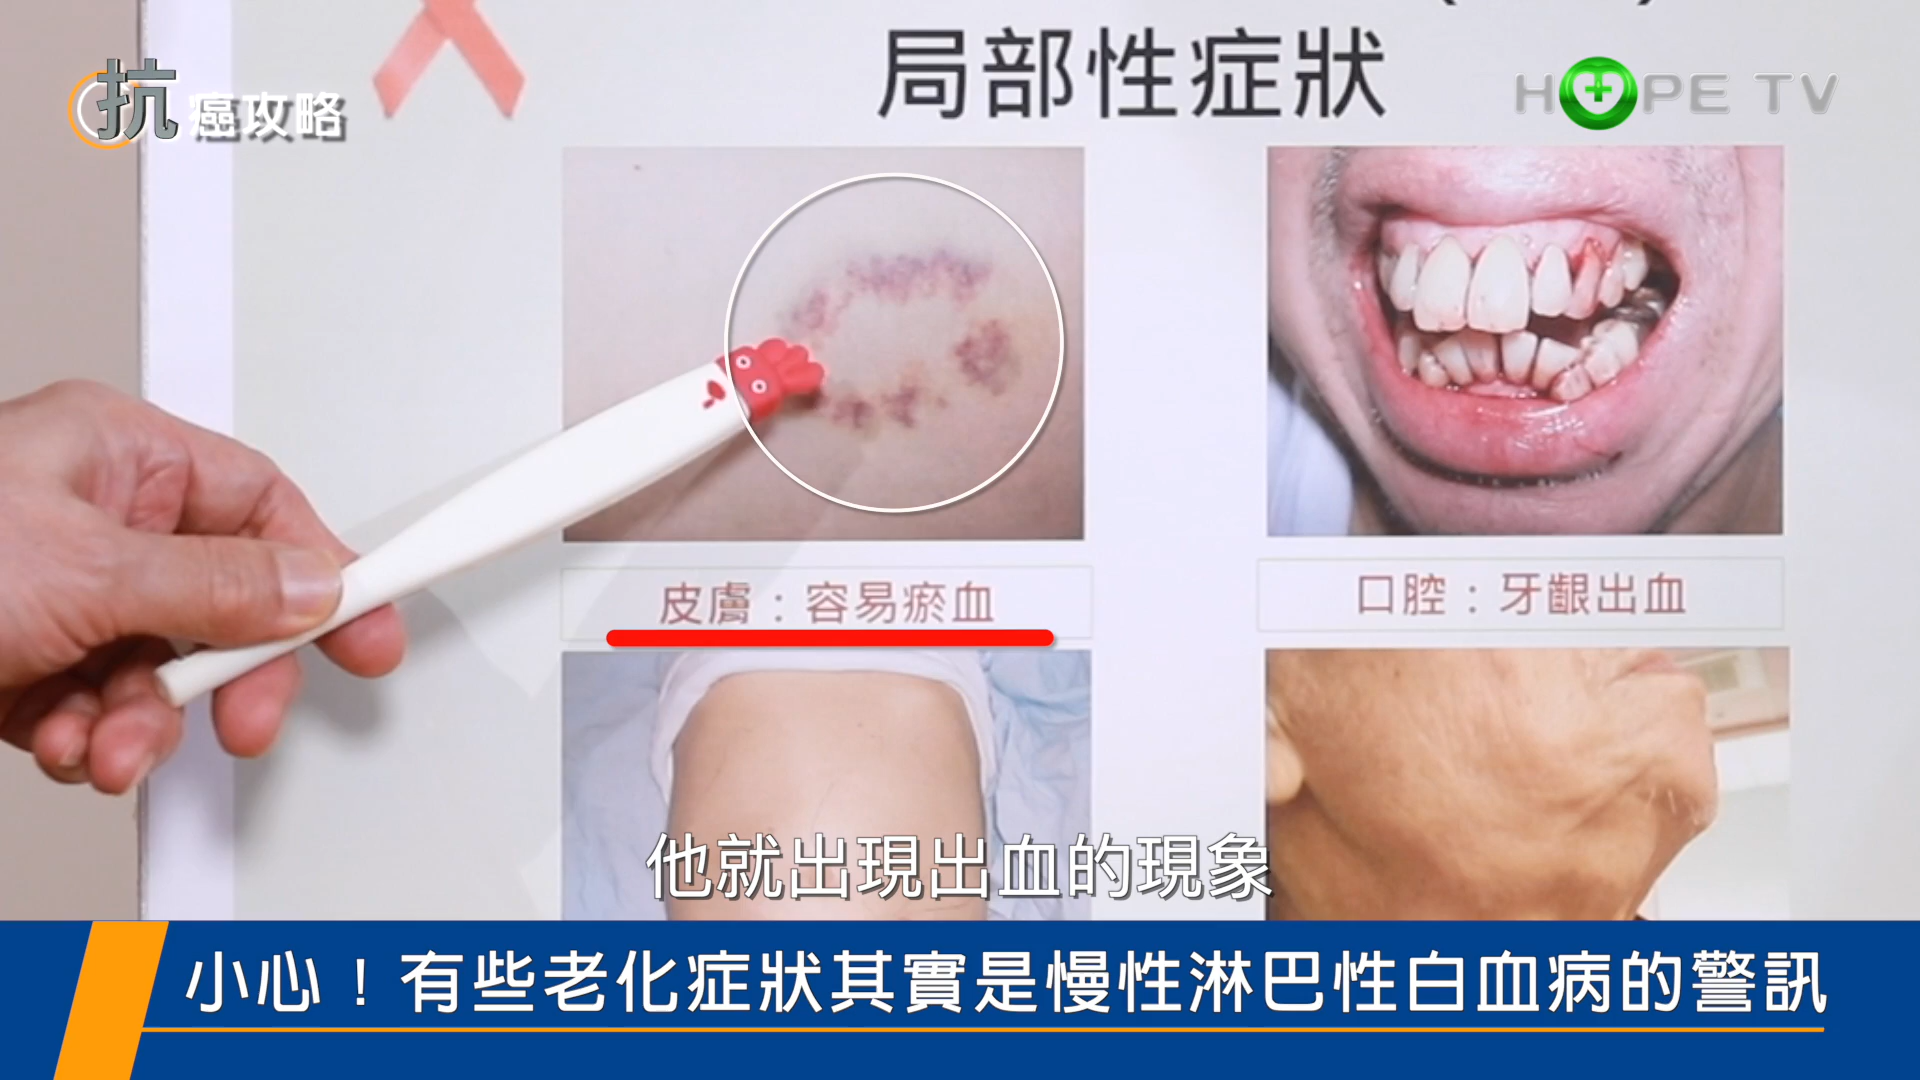 局部性症狀
抗癌攻略
HOPE TV
皮膚：容易瘀血
口腔：牙齦出血
他就出現出血的現象
小心！有些老化症狀其實是慢性淋巴性白血病的警訊